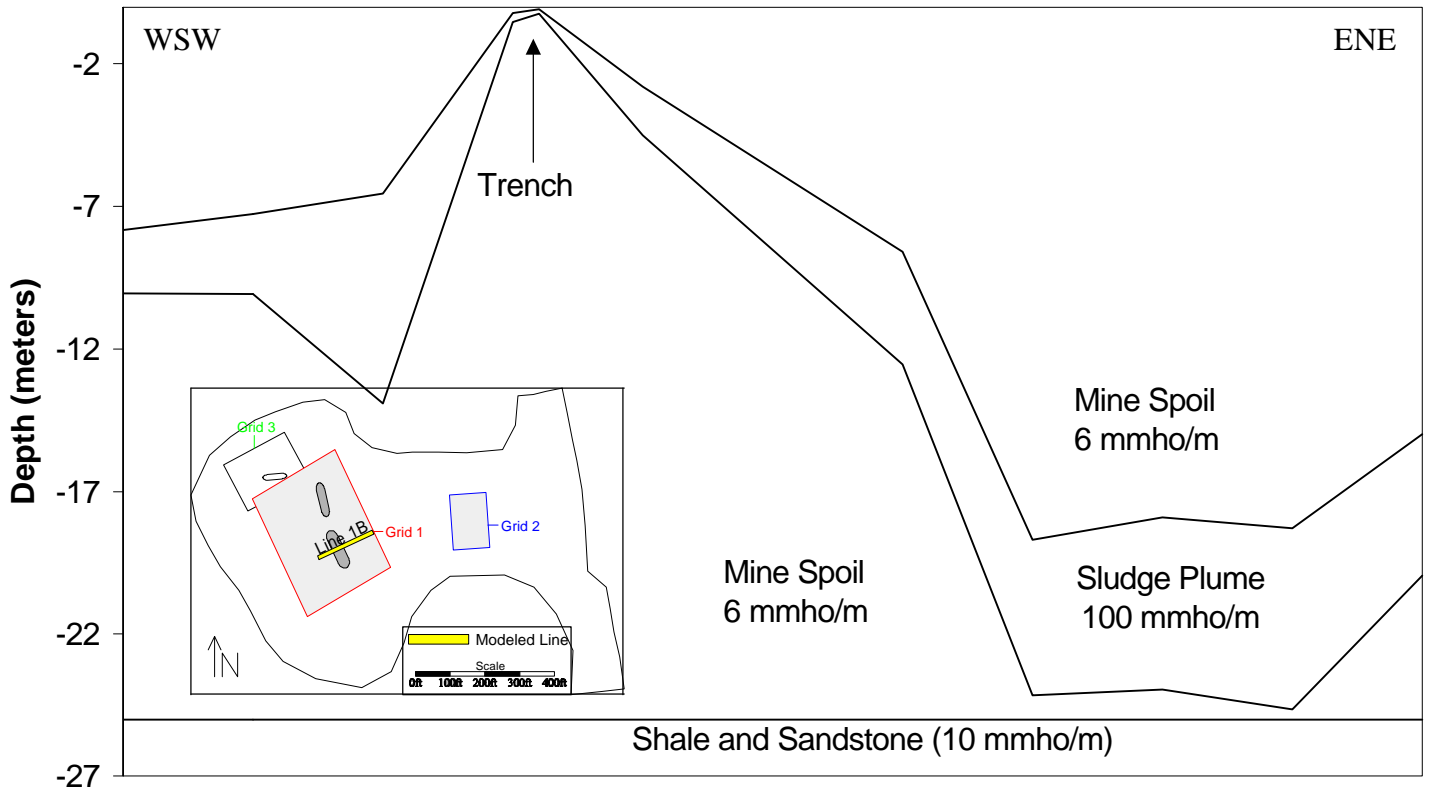 WSW
ENE
-2
Trench
-7
Depth (meters)
-12
Mine Spoil
6 mmho/m
Grid 3
-17
Line 1B
Grid 1
Grid 2
Mine Spoil
6 mmho/m
Sludge Plume
100 mmho/m
-22
N
Modeled Line
Scale
0ft 100ft 200ft 300ft 400ft
Shale and Sandstone (10 mmho/m)
-27